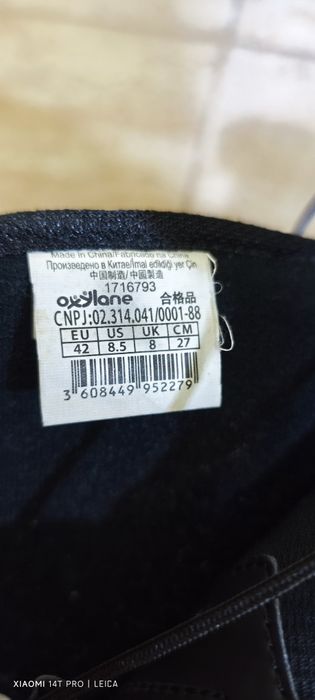 Made in China/Fabricado na China
Произведено в Китае/İmal edildiği yer Çin
中国制造/中國製造
1716793
oxylane 合格品
CNPJ:02.314.041/0001-88
EU US UK CM
42 8.5 8 27
3 608449 952279
XIAOMI 14T PRO | LEICA